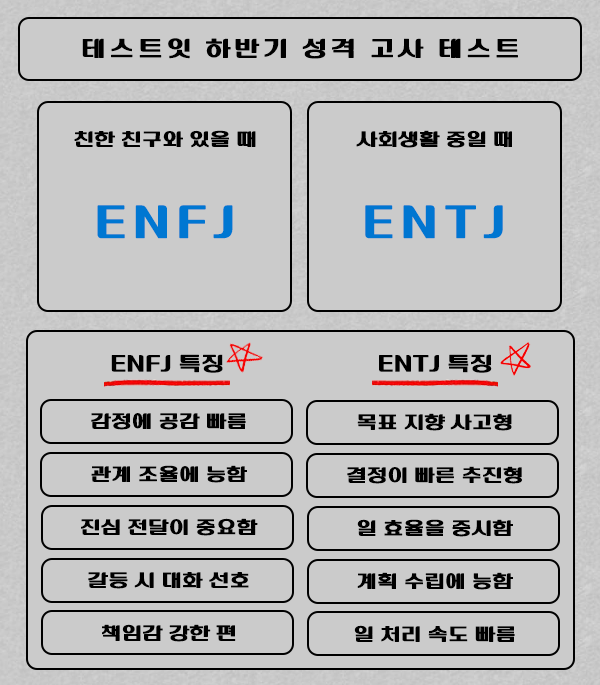 테스트잇 하반기 성격 고사 테스트
친한 친구와 있을 때
사회생활 중일 때
ENFJ
ENTJ
ENFJ 특징
ENTJ 특징
감정에 공감 빠름
목표 지향 사고형
관계 조율에 능함
결정이 빠른 추진형
진심 전달이 중요함
일 효율을 중시함
갈등 시 대화 선호
계획 수립에 능함
책임감 강한 편
일 처리 속도 빠름